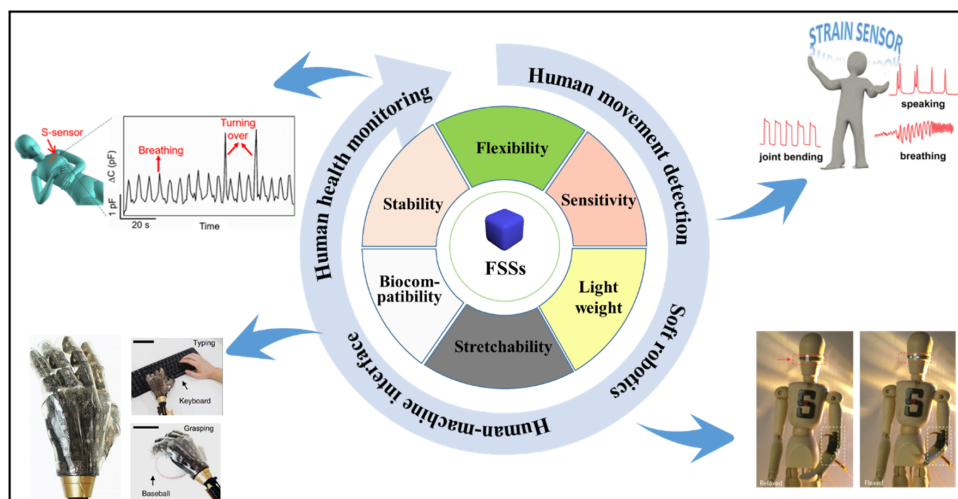 S-sensor
Turning
over
Breathing
ΔC (pF)
1 pF
20 s
Time
Human health monitoring
Human movement detection
Soft robotics
Human-machine interface
Flexibility
Sensitivity
Light
weight
Stretchability
Biocom-
patibility
Stability
FSSs
STRAIN SENSOR
speaking
joint bending
breathing
Typing
Keyboard
Grasping
Baseball
S
Relaxed
S
Flexed